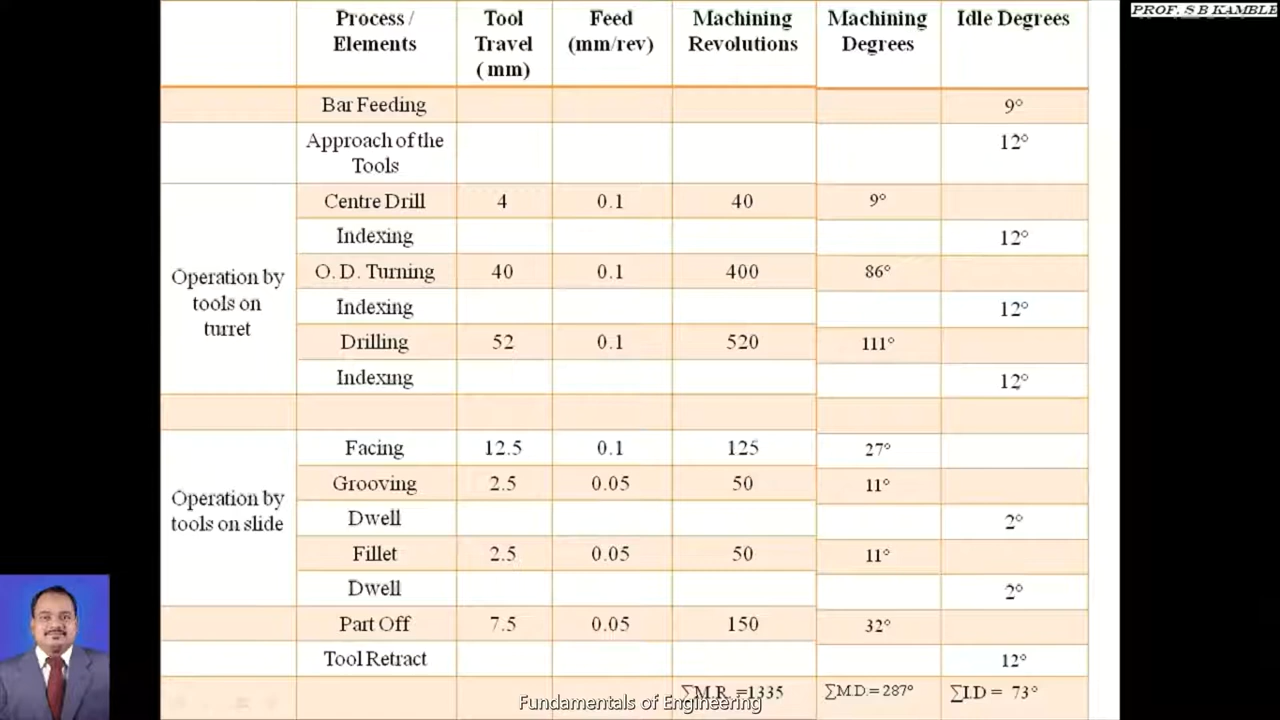 PROF. S B KAMBLE
Process / Elements Tool Travel ( mm) Feed (mm/rev) Machining Revolutions Machining Degrees Idle Degrees
Bar Feeding 9°
Approach of the Tools 12°
Operation by tools on turret
Centre Drill 4 0.1 40 9°
Indexing 12°
O. D. Turning 40 0.1 400 86°
Indexing 12°
Drilling 52 0.1 520 111°
Indexing 12°
Operation by tools on slide
Facing 12.5 0.1 125 27°
Grooving 2.5 0.05 50 11°
Dwell 2°
Fillet 2.5 0.05 50 11°
Dwell 2°
Part Off 7.5 0.05 150 32°
Tool Retract 12°
∑M.R. =1335 ∑M.D.= 287° ∑I.D = 73°
Fundamentals of Engineering